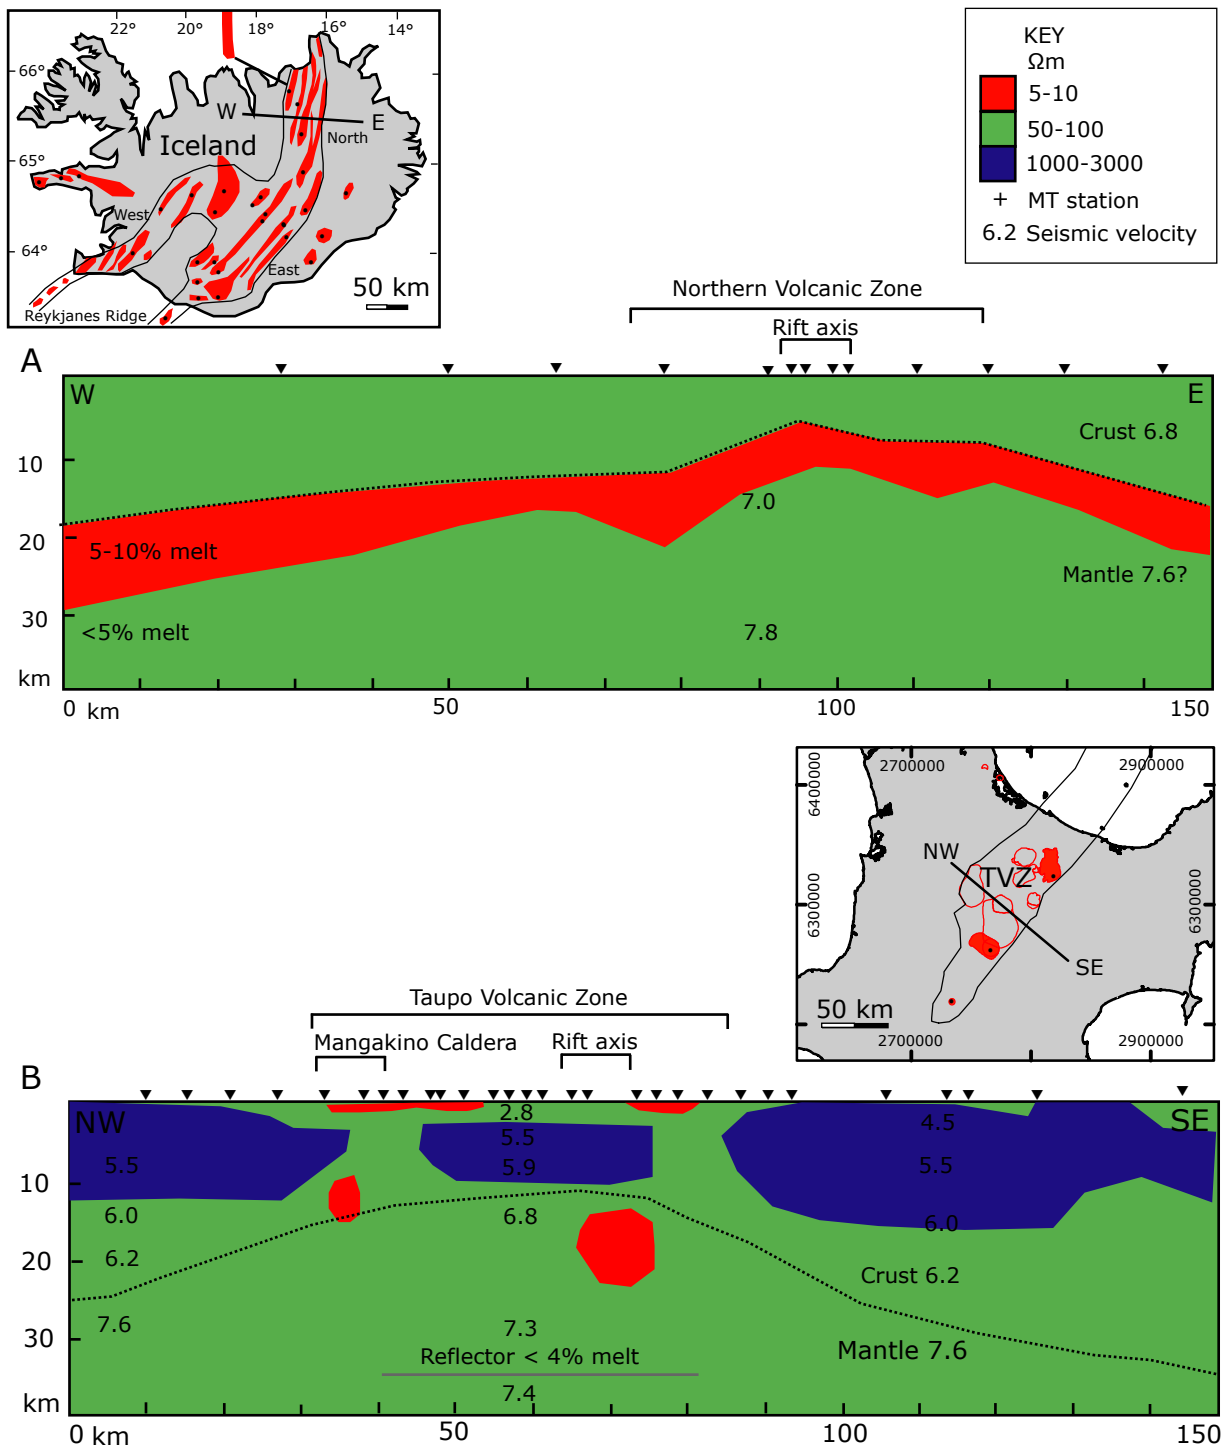 22°
20°
18°
16°
14°
66°
65°
64°
W
E
Iceland
North
West
East
50 km
Reykjanes Ridge
KEY
Ωm
5-10
50-100
1000-3000
+ MT station
6.2 Seismic velocity
Northern Volcanic Zone
Rift axis
A
W
E
Crust 6.8
10
7.0
20
5-10% melt
Mantle 7.6?
30
<5% melt
7.8
km
0 km
50
100
150
2700000
2900000
6400000
6300000
6300000
NW
TVZ
SE
50 km
2700000
2900000
Taupo Volcanic Zone
Mangakino Caldera
Rift axis
B
NW
SE
2.8
4.5
5.5
5.5
5.9
5.5
10
6.0
6.8
6.0
6.2
20
Crust 6.2
7.6
7.3
30
Mantle 7.6
Reflector < 4% melt
7.4
km
0 km
50
100
150